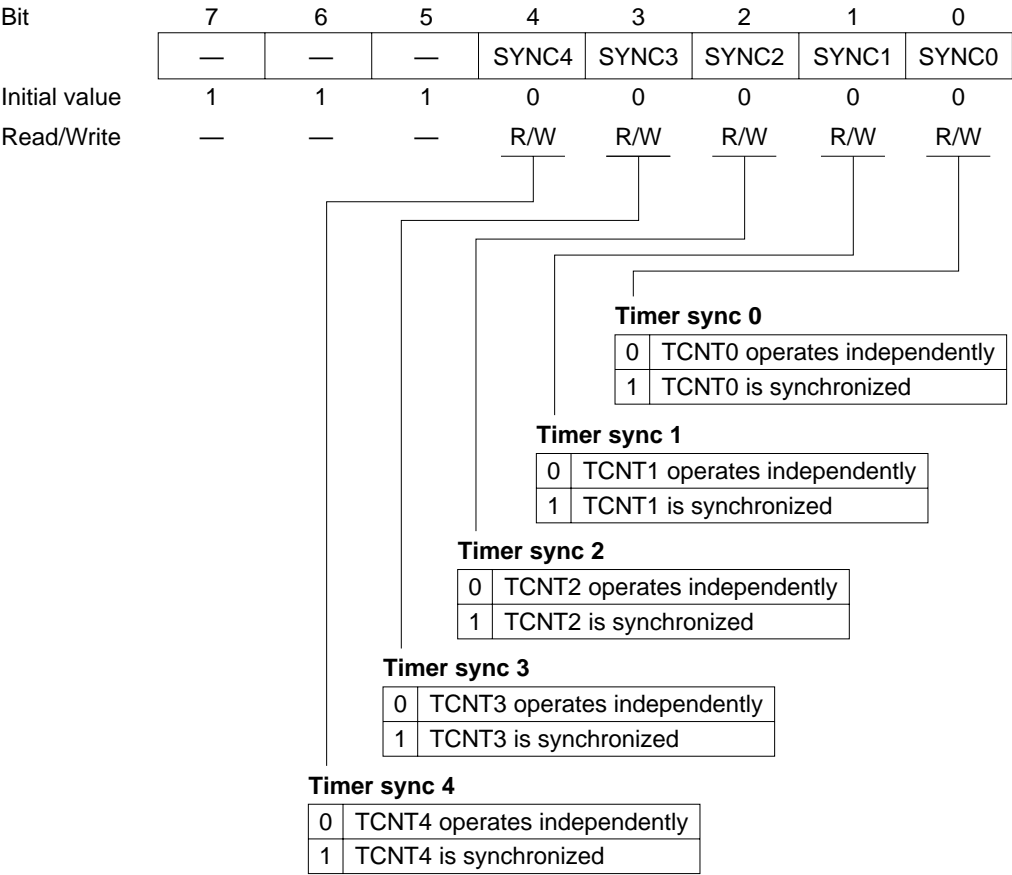 Bit 7 6 5 4 3 2 1 0
— — — SYNC4 SYNC3 SYNC2 SYNC1 SYNC0
Initial value 1 1 1 0 0 0 0 0
Read/Write — — — R/W R/W R/W R/W R/W
Timer sync 0
0 TCNT0 operates independently
1 TCNT0 is synchronized
Timer sync 1
0 TCNT1 operates independently
1 TCNT1 is synchronized
Timer sync 2
0 TCNT2 operates independently
1 TCNT2 is synchronized
Timer sync 3
0 TCNT3 operates independently
1 TCNT3 is synchronized
Timer sync 4
0 TCNT4 operates independently
1 TCNT4 is synchronized